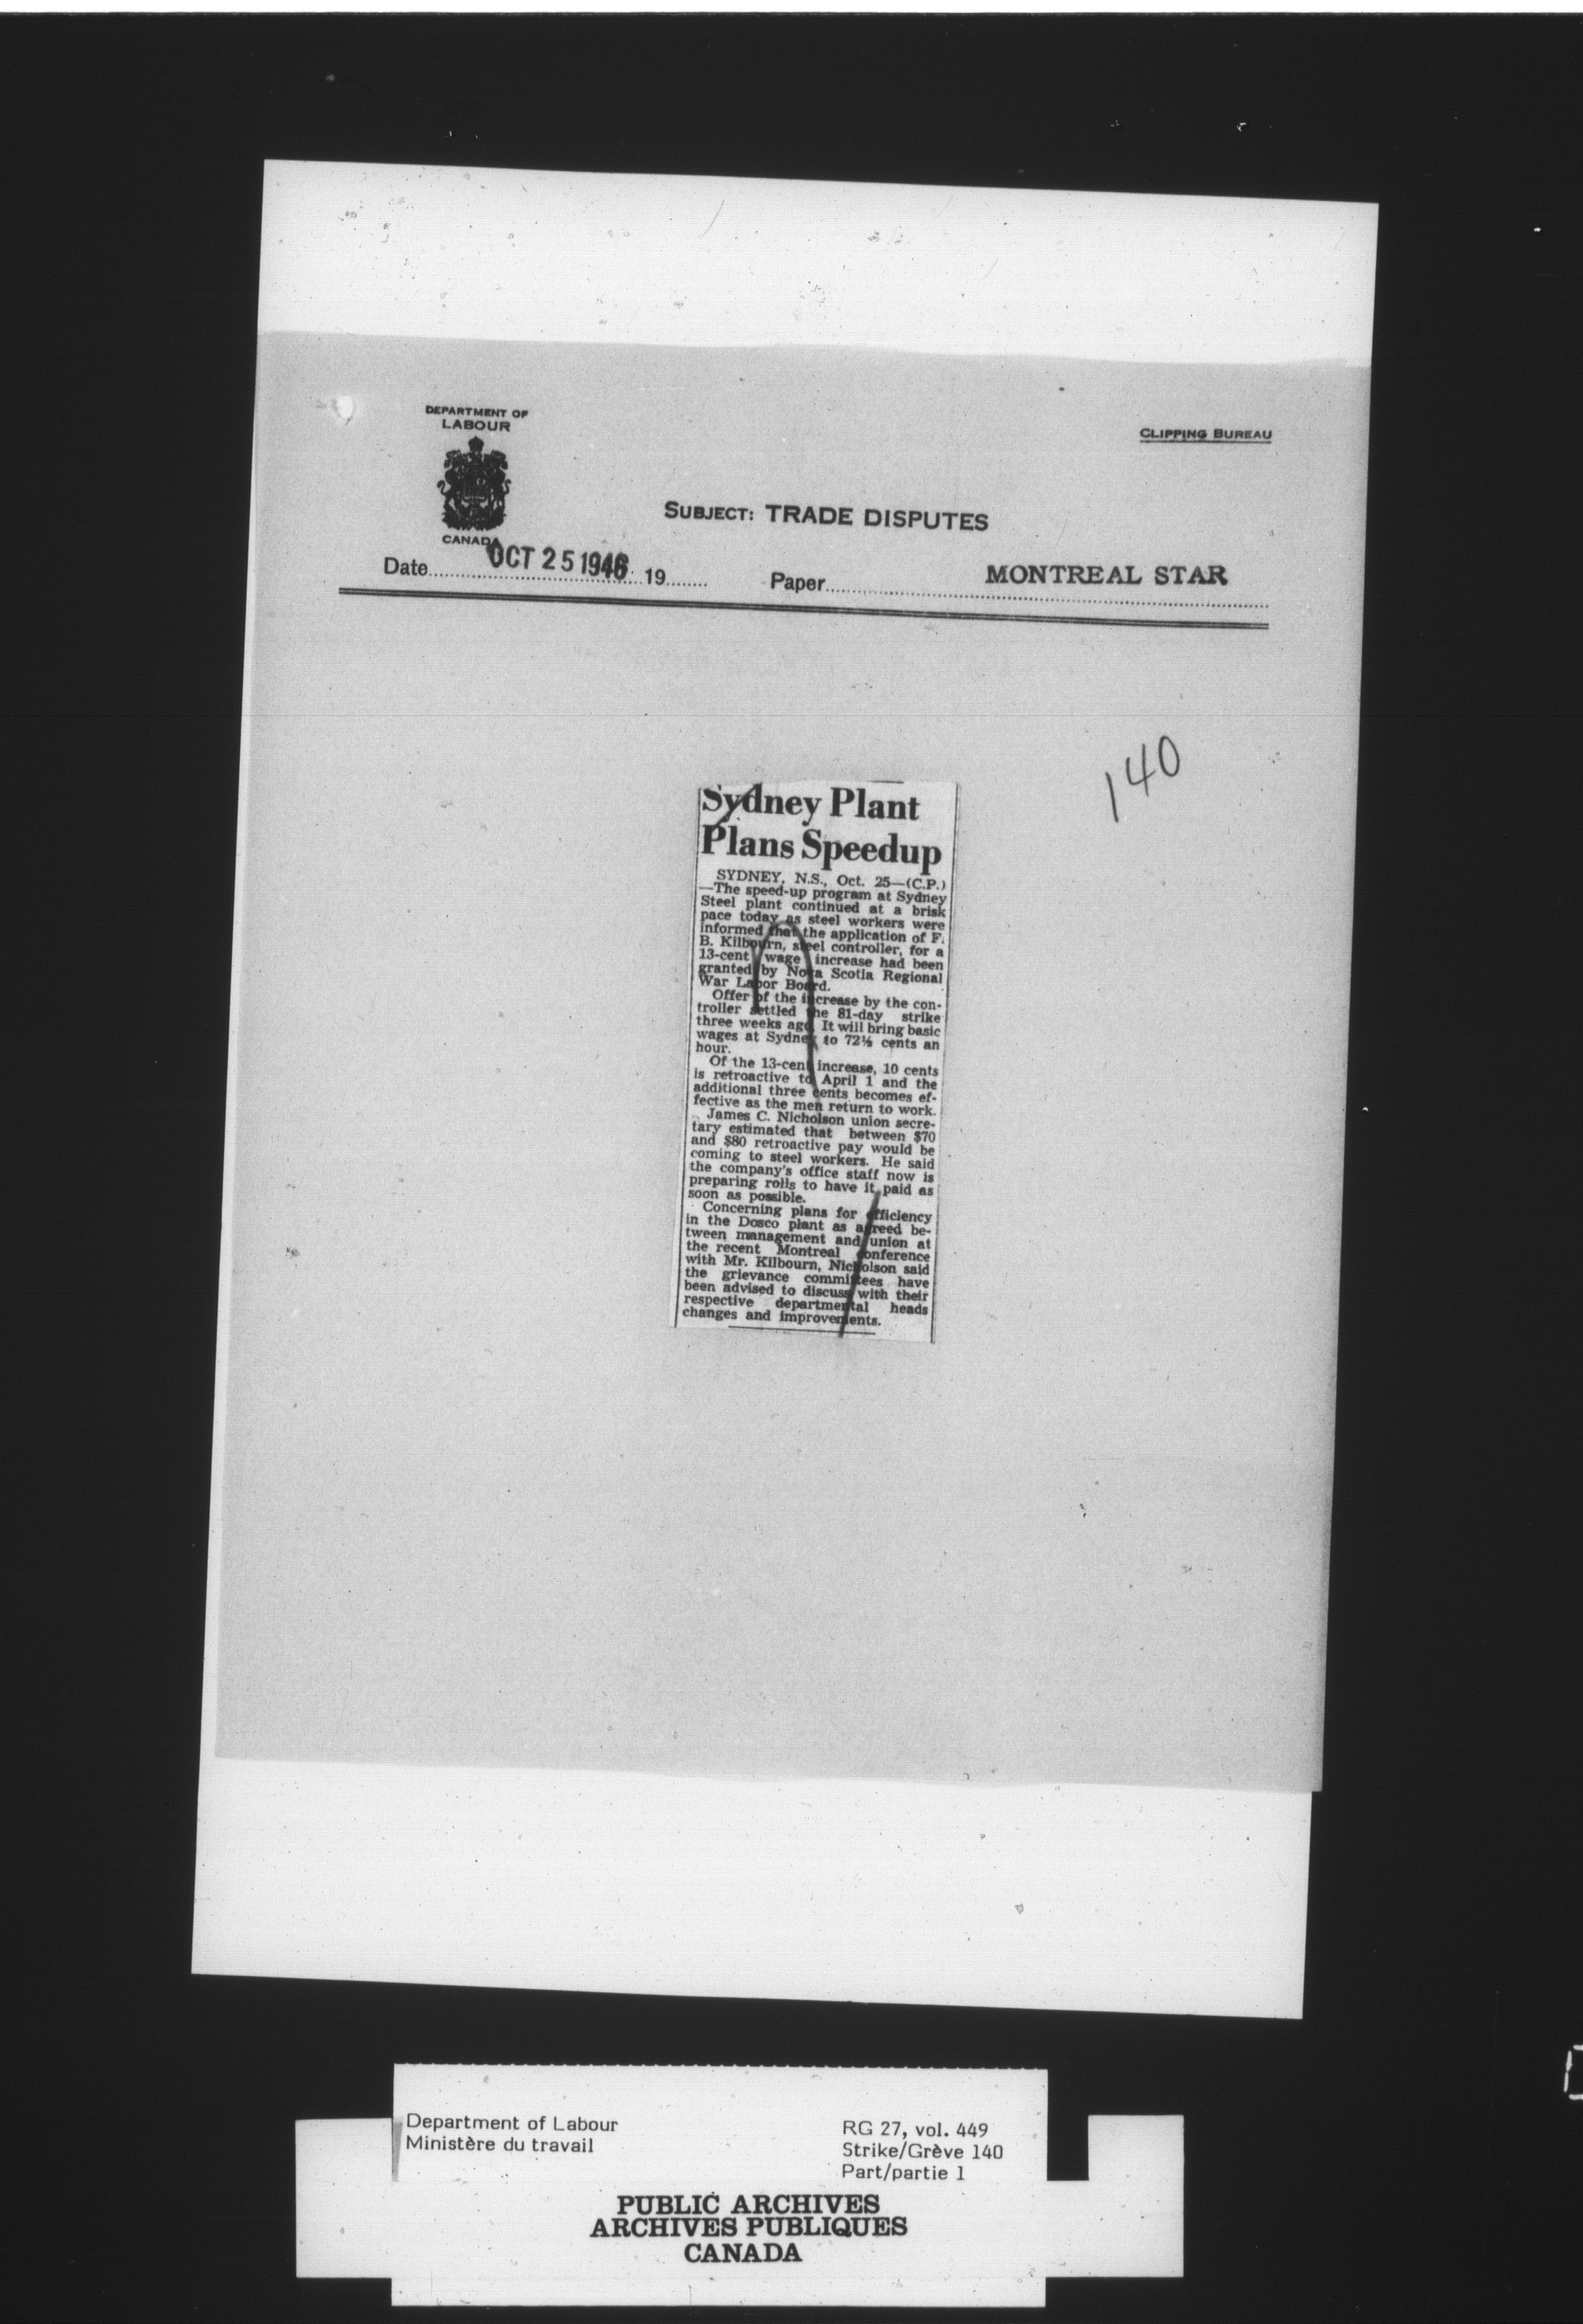 DEPARTMENT OF
LABOUR
CANADA
CLIPPING BUREAU
SUBJECT: TRADE DISPUTES
Date OCT 25 1946 19
Paper MONTREAL STAR
140
Sydney Plant
Plans Speedup
SYDNEY, N.S., Oct. 25—(C.P.)
—The speed-up program at Sydney
Steel plant continued at a brisk
pace today as steel workers were
informed that the application of F.
B. Kilbourn, steel controller, for a
13-cent wage increase had been
granted by Nova Scotia Regional
War Labor Board.
Offer of the increase by the con-
troller settled the 81-day strike
three weeks ago. It will bring basic
wages at Sydney to 72½ cents an
hour.
Of the 13-cent increase, 10 cents
is retroactive to April 1 and the
additional three cents becomes ef-
fective as the men return to work.
James C. Nicholson union secre-
tary estimated that between $70
and $80 retroactive pay would be
coming to steel workers. He said
the company's office staff now is
preparing rolls to have it paid as
soon as possible.
Concerning plans for efficiency
in the Dosco plant as agreed be-
tween management and union at
the recent Montreal conference
with Mr. Kilbourn, Nicholson said
the grievance committees have
been advised to discuss with their
respective departmental heads
changes and improvements.
Department of Labour
Ministère du travail
RG 27, vol. 449
Strike/Grève 140
Part/partie 1
PUBLIC ARCHIVES
ARCHIVES PUBLIQUES
CANADA